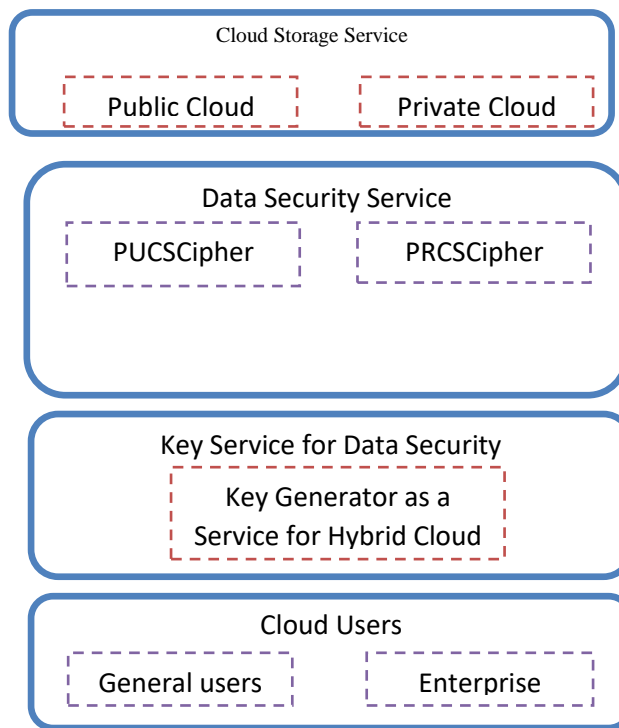 Cloud Storage Service
Public Cloud Private Cloud
Data Security Service
PUCSCipher PRCSCipher
Key Service for Data Security
Key Generator as a
Service for Hybrid Cloud
Cloud Users
General users Enterprise